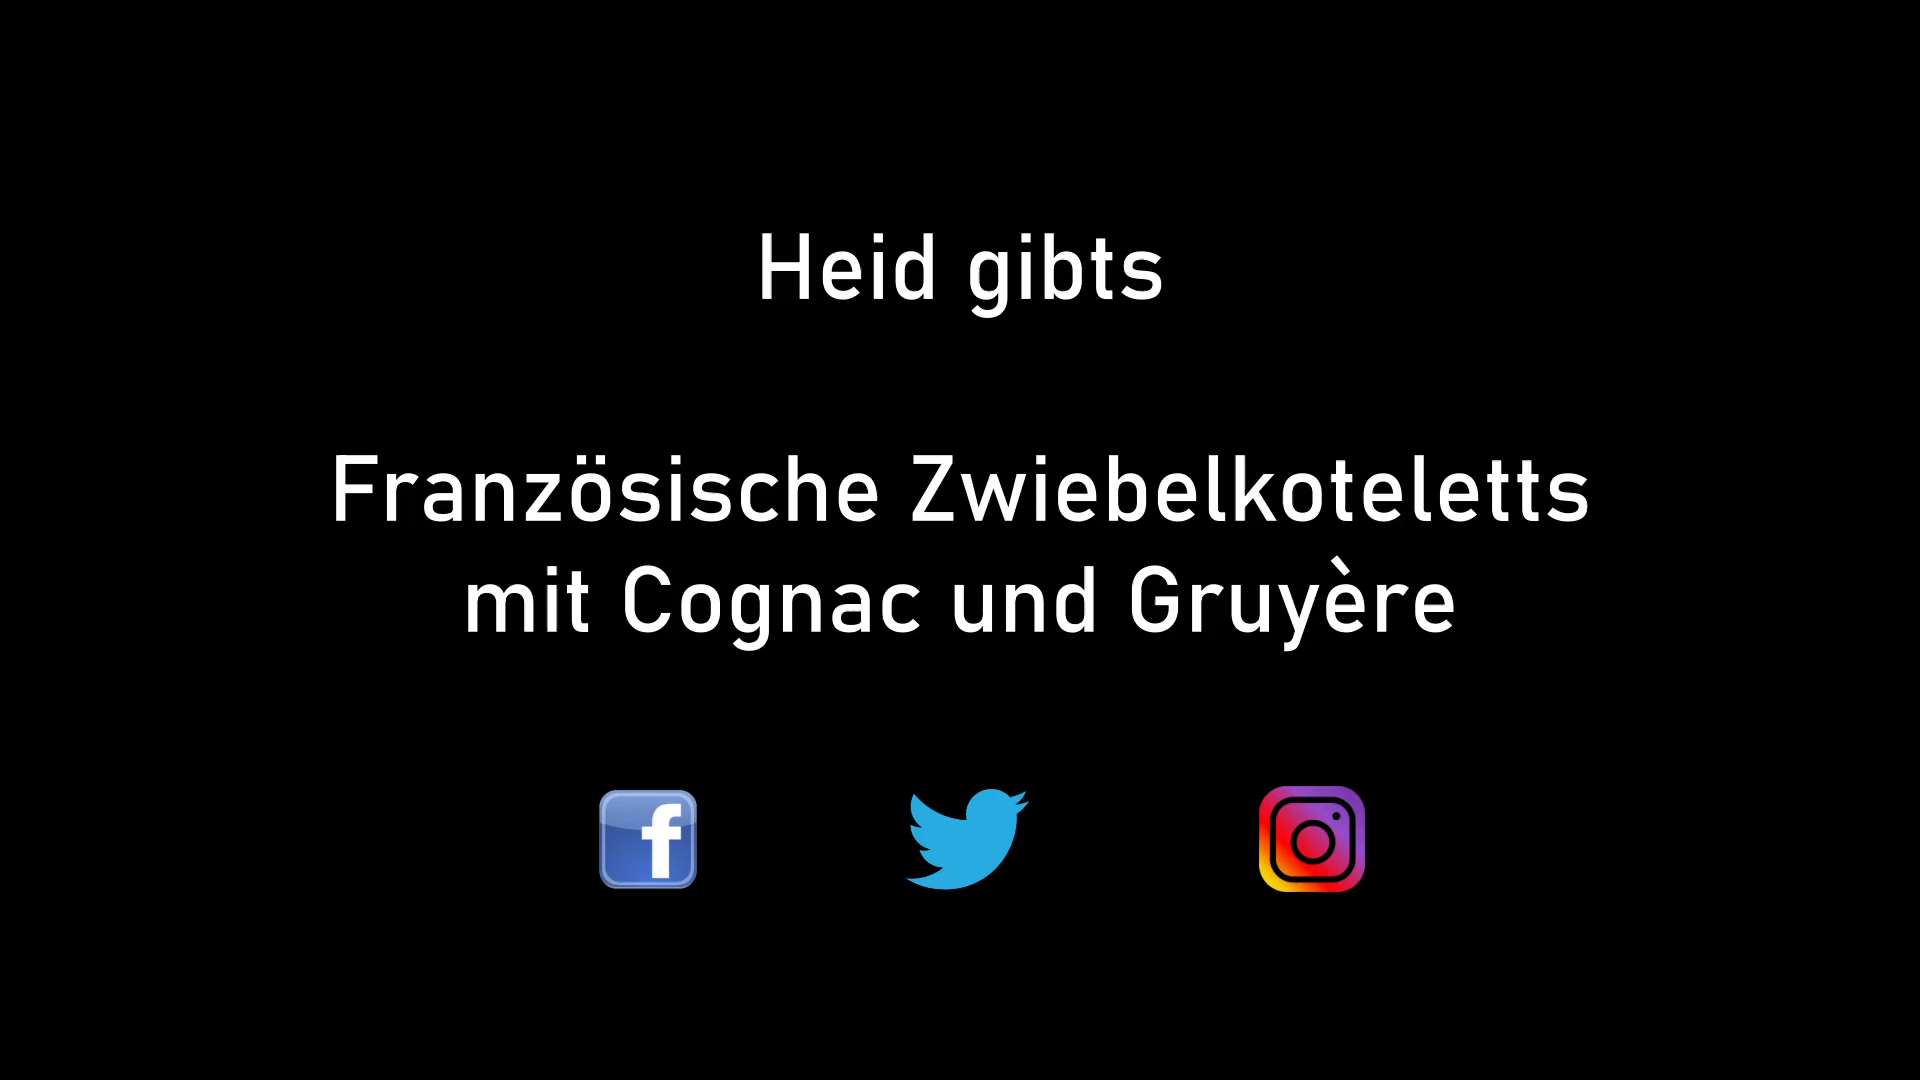 Heid gibts
Französische Zwiebelkoteletts
mit Cognac und Gruyère